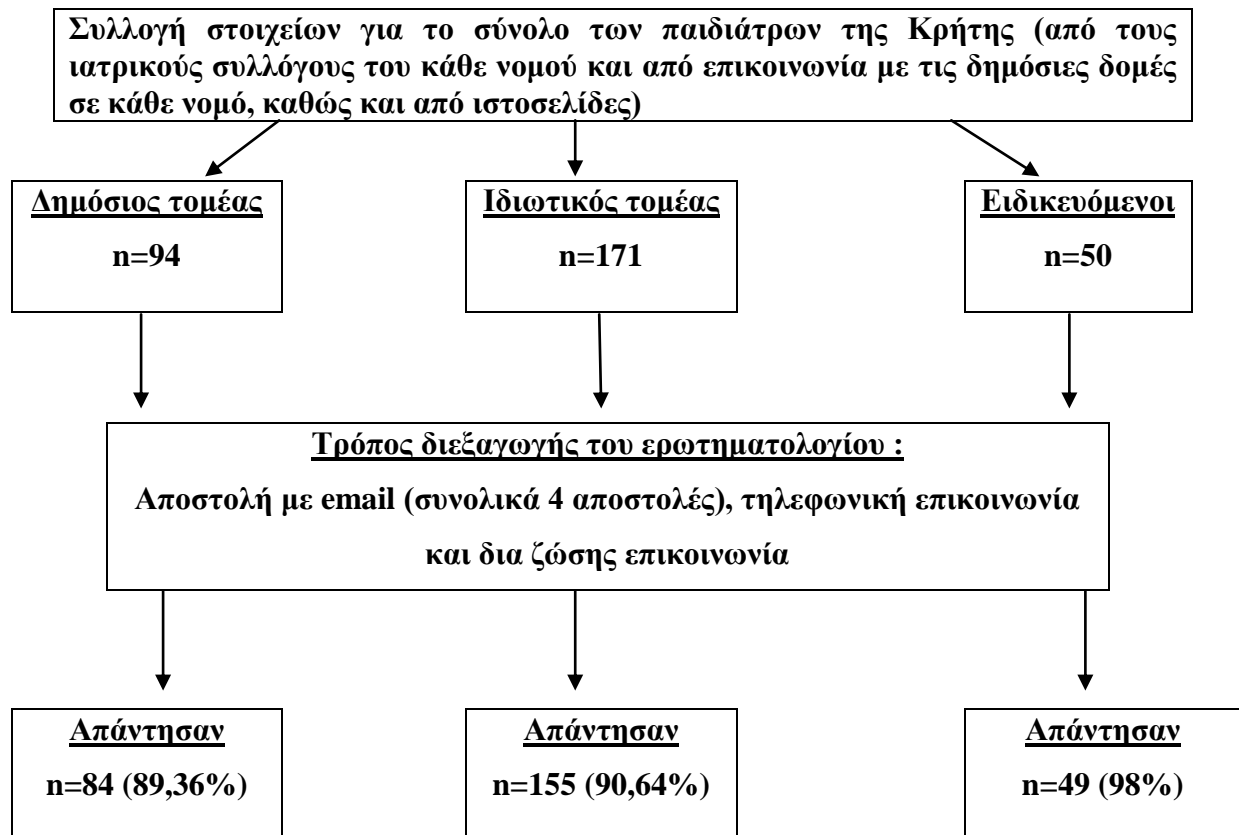 Συλλογή στοιχείων για το σύνολο των παιδιάτρων της Κρήτης (από τους
ιατρικούς συλλόγους του κάθε νομού και από επικοινωνία με τις δημόσιες δομές
σε κάθε νομό, καθώς και από ιστοσελίδες)
Δημόσιος τομέας
n=94
Ιδιωτικός τομέας
n=171
Ειδικευόμενοι
n=50
Τρόπος διεξαγωγής του ερωτηματολογίου :
Αποστολή με email (συνολικά 4 αποστολές), τηλεφωνική επικοινωνία
και δια ζώσης επικοινωνία
Απάντησαν
n=84 (89,36%)
Απάντησαν
n=155 (90,64%)
Απάντησαν
n=49 (98%)